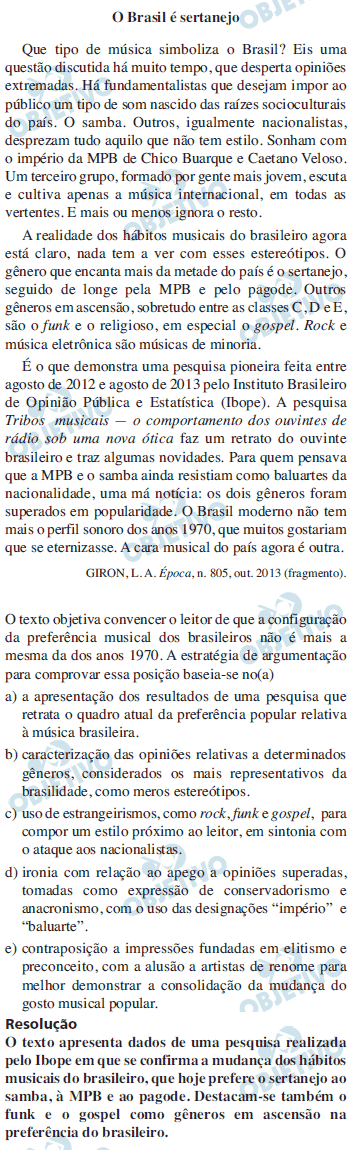 O Brasil é sertanejo
Que tipo de música simboliza o Brasil? Eis uma
questão discutida há muito tempo, que desperta opiniões
extremadas. Há fundamentalistas que desejam impor ao
público um tipo de som nascido das raízes socioculturais
do país. O samba. Outros, igualmente nacionalistas,
desprezam tudo aquilo que não tem estilo. Sonham com
o império da MPB de Chico Buarque e Caetano Veloso.
Um terceiro grupo, formado por gente mais jovem, escuta
e cultiva apenas a música internacional, em todas as
vertentes. E mais ou menos ignora o resto.
A realidade dos hábitos musicais do brasileiro agora
está claro, nada tem a ver com esses estereótipos. O
gênero que encanta mais da metade do país é o sertanejo,
seguido de longe pela MPB e pelo pagode. Outros
gêneros em ascensão, sobretudo entre as classes C, D e E,
são o funk e o religioso, em especial o gospel. Rock e
música eletrônica são músicas de minoria.
É o que demonstra uma pesquisa pioneira feita entre
agosto de 2012 e agosto de 2013 pelo Instituto Brasileiro
de Opinião Pública e Estatística (Ibope). A pesquisa
Tribos musicais — o comportamento dos ouvintes de
rádio sob uma nova ótica faz um retrato do ouvinte
brasileiro e traz algumas novidades. Para quem pensava
que a MPB e o samba ainda resistiam como baluartes da
nacionalidade, uma má notícia: os dois gêneros foram
superados em popularidade. O Brasil moderno não tem
mais o perfil sonoro dos anos 1970, que muitos gostariam
que se eternizasse. A cara musical do país agora é outra.
GIRON, L. A. Época, n. 805, out. 2013 (fragmento).
O texto objetiva convencer o leitor de que a configuração
da preferência musical dos brasileiros não é mais a
mesma da dos anos 1970. A estratégia de argumentação
para comprovar essa posição baseia-se no(a)
a) a apresentação dos resultados de uma pesquisa que
retrata o quadro atual da preferência popular relativa
à música brasileira.
b) caracterização das opiniões relativas a determinados
gêneros, considerados os mais representativos da
brasilidade, como meros estereótipos.
c) uso de estrangeirismos, como rock, funk e gospel, para
compor um estilo próximo ao leitor, em sintonia com
o ataque aos nacionalistas.
d) ironia com relação ao apego a opiniões superadas,
tomadas como expressão de conservadorismo e
anacronismo, com o uso das designações “império” e
“baluarte”.
e) contraposição a impressões fundadas em elitismo e
preconceito, com a alusão a artistas de renome para
melhor demonstrar a consolidação da mudança do
gosto musical popular.
Resolução
O texto apresenta dados de uma pesquisa realizada
pelo Ibope em que se confirma a mudança dos hábitos
musicais do brasileiro, que hoje prefere o sertanejo ao
samba, à MPB e ao pagode. Destacam-se também o
funk e o gospel como gêneros em ascensão na
preferência do brasileiro.